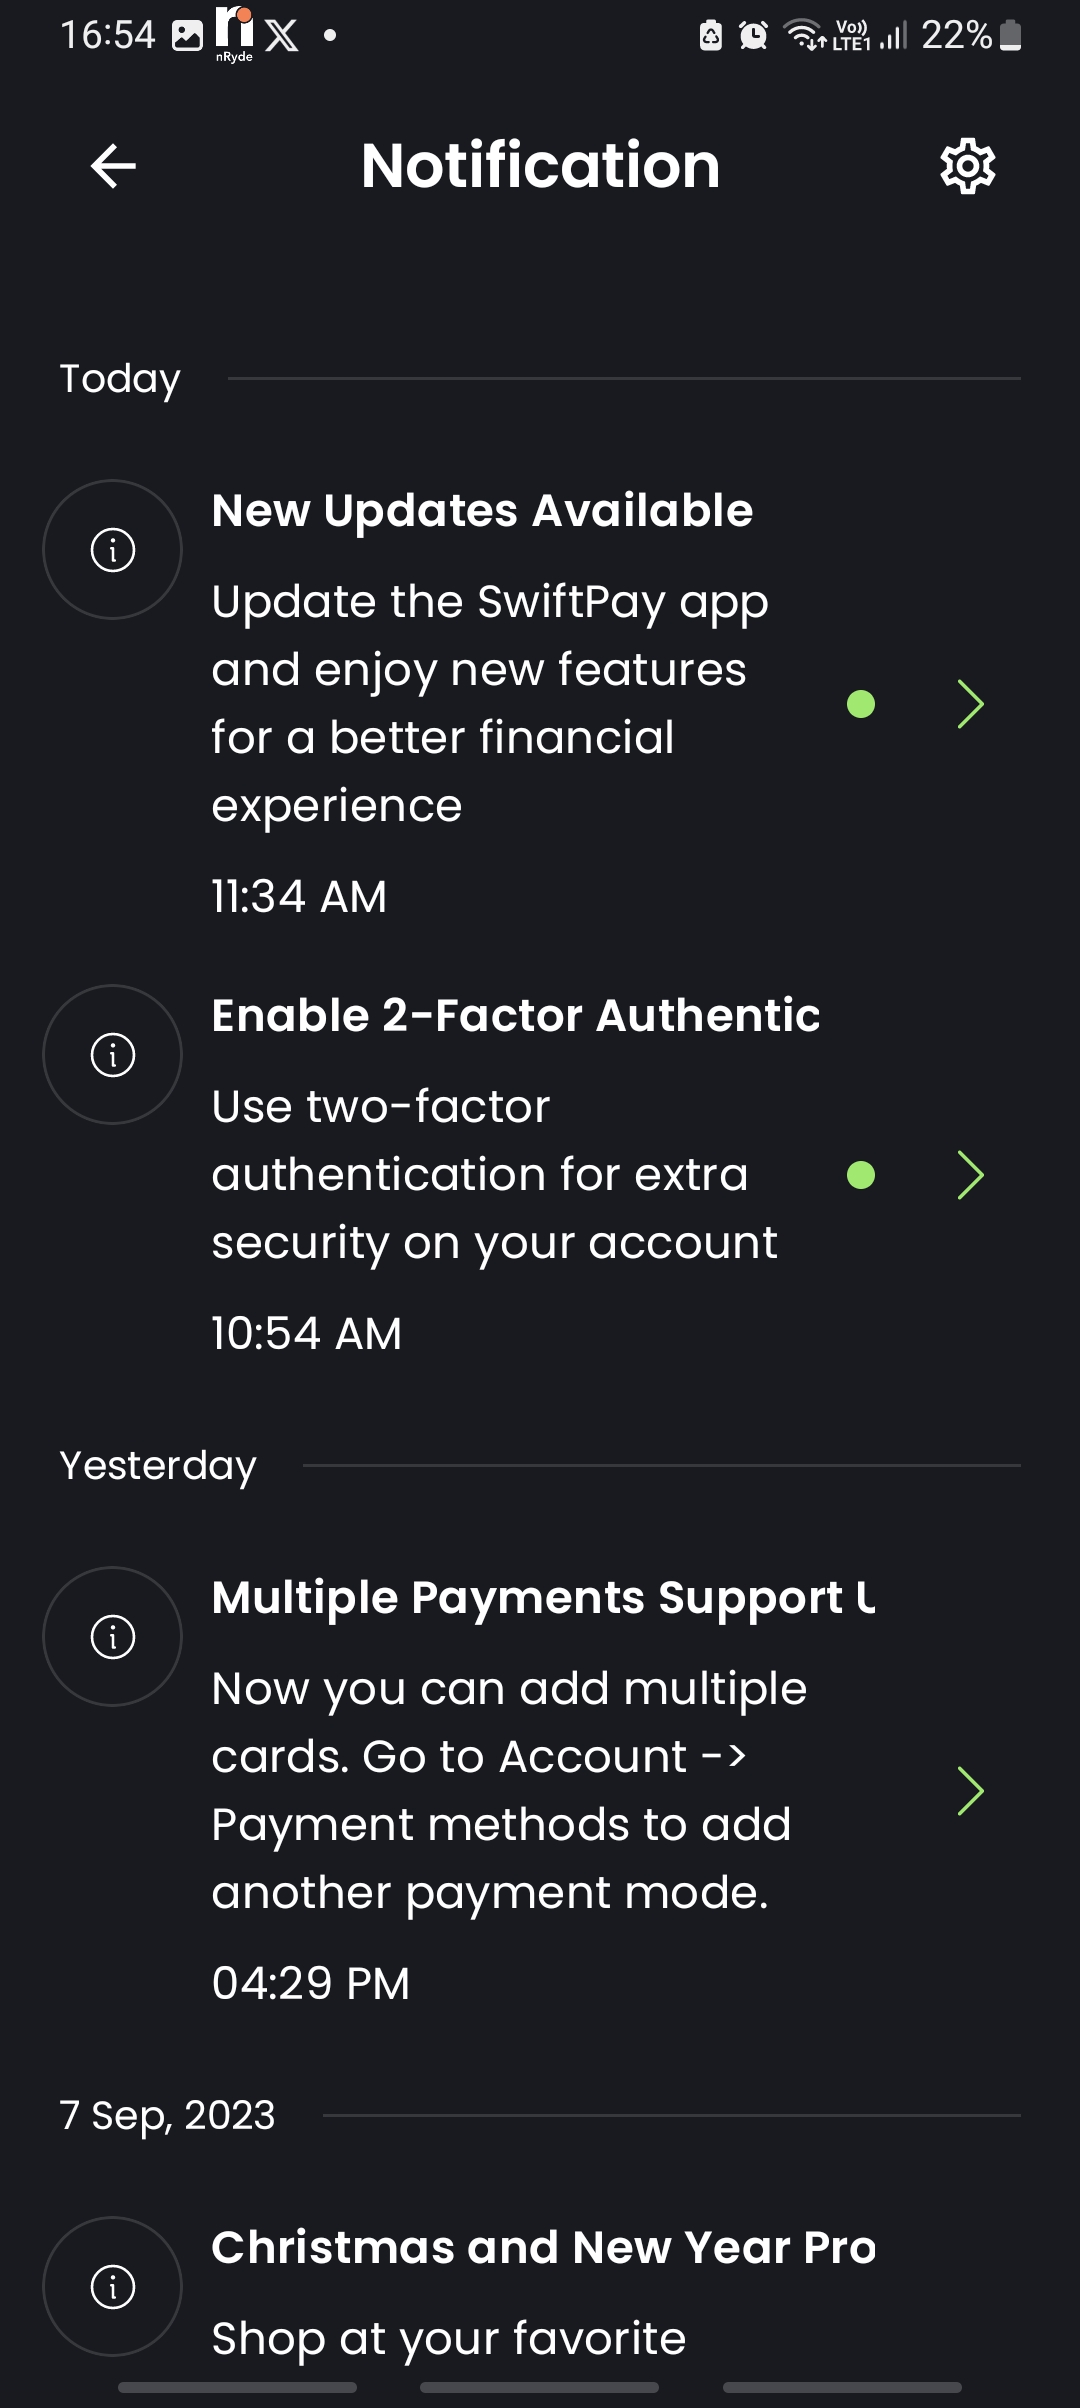 16:54
nRyde
Vo))
LTE1
22%
Notification
Today
New Updates Available
Update the SwiftPay app
and enjoy new features
for a better financial
experience
11:34 AM
Enable 2-Factor Authentic
Use two-factor
authentication for extra
security on your account
10:54 AM
Yesterday
Multiple Payments Support U
Now you can add multiple
cards. Go to Account ->
Payment methods to add
another payment mode.
04:29 PM
7 Sep, 2023
Christmas and New Year Pro
Shop at your favorite